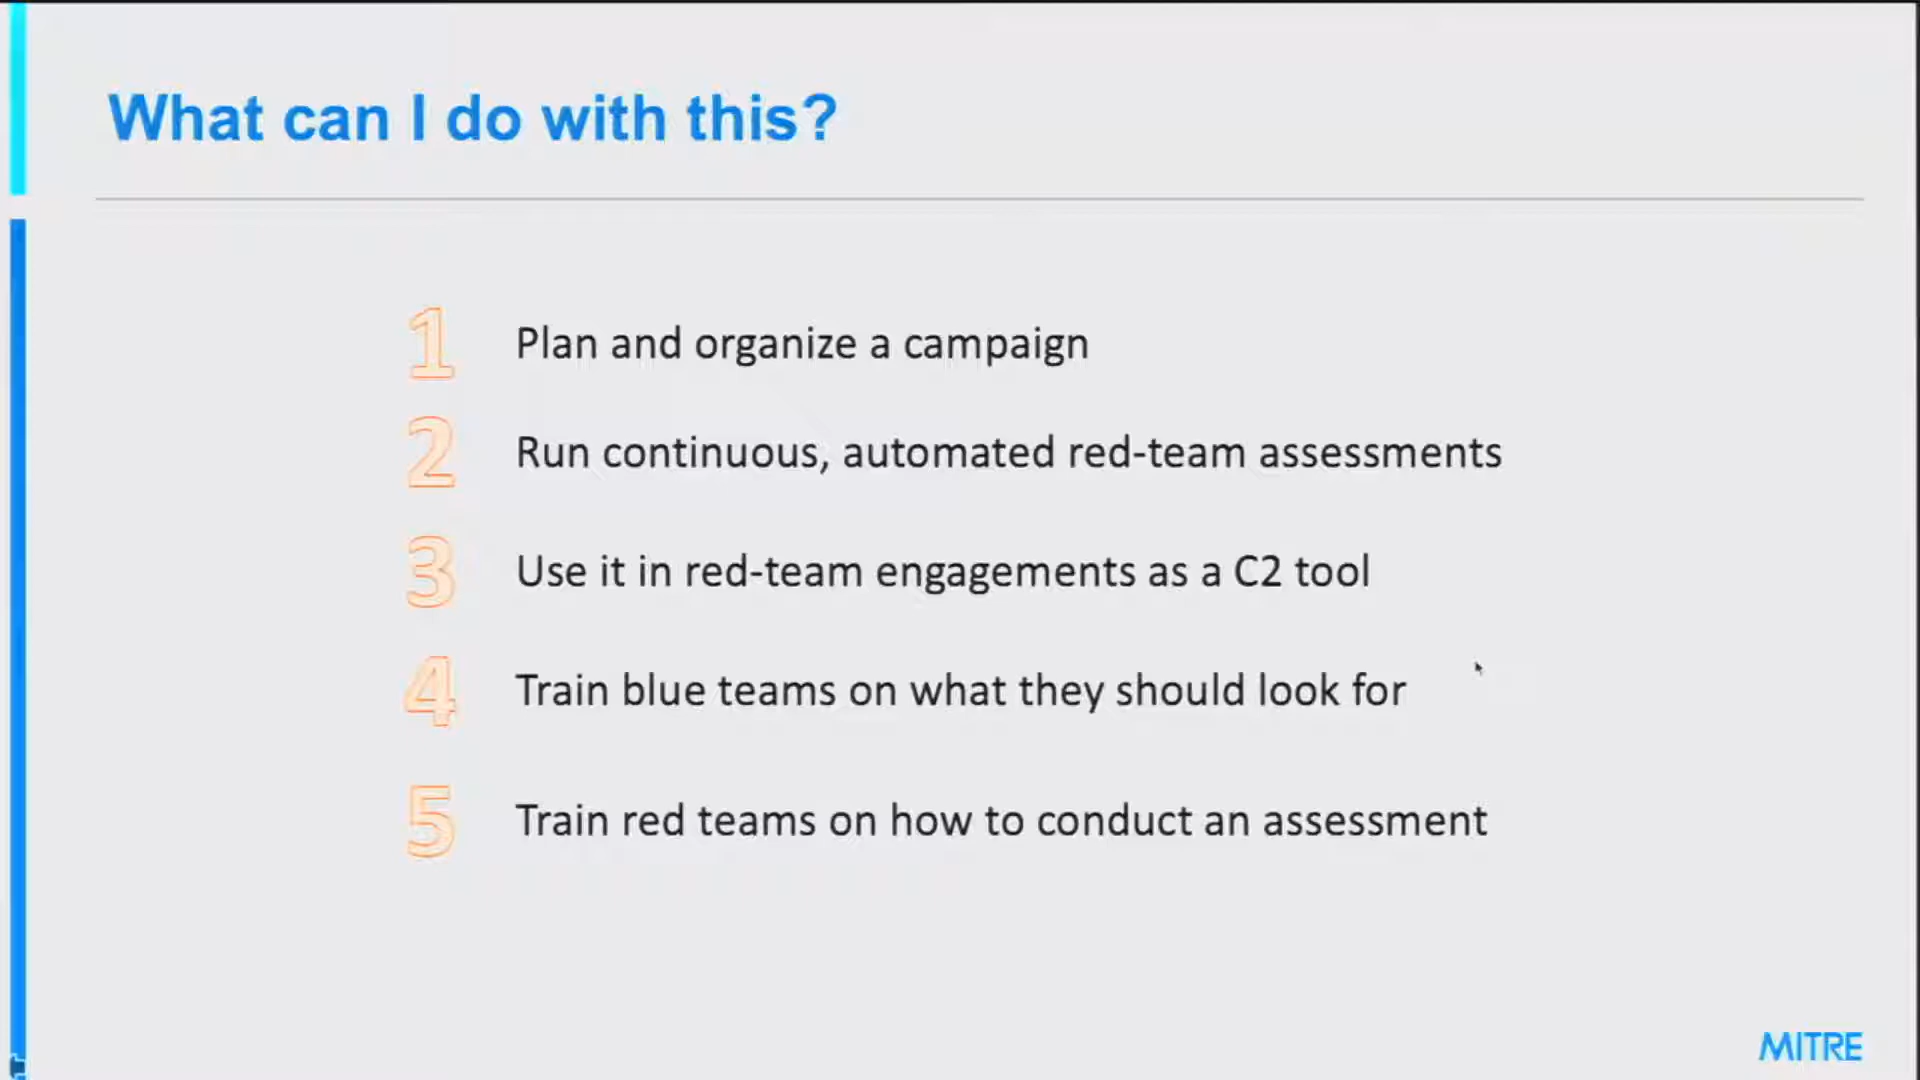 What can I do with this?
1 Plan and organize a campaign
2 Run continuous, automated red-team assessments
3 Use it in red-team engagements as a C2 tool
4 Train blue teams on what they should look for
5 Train red teams on how to conduct an assessment
MITRE